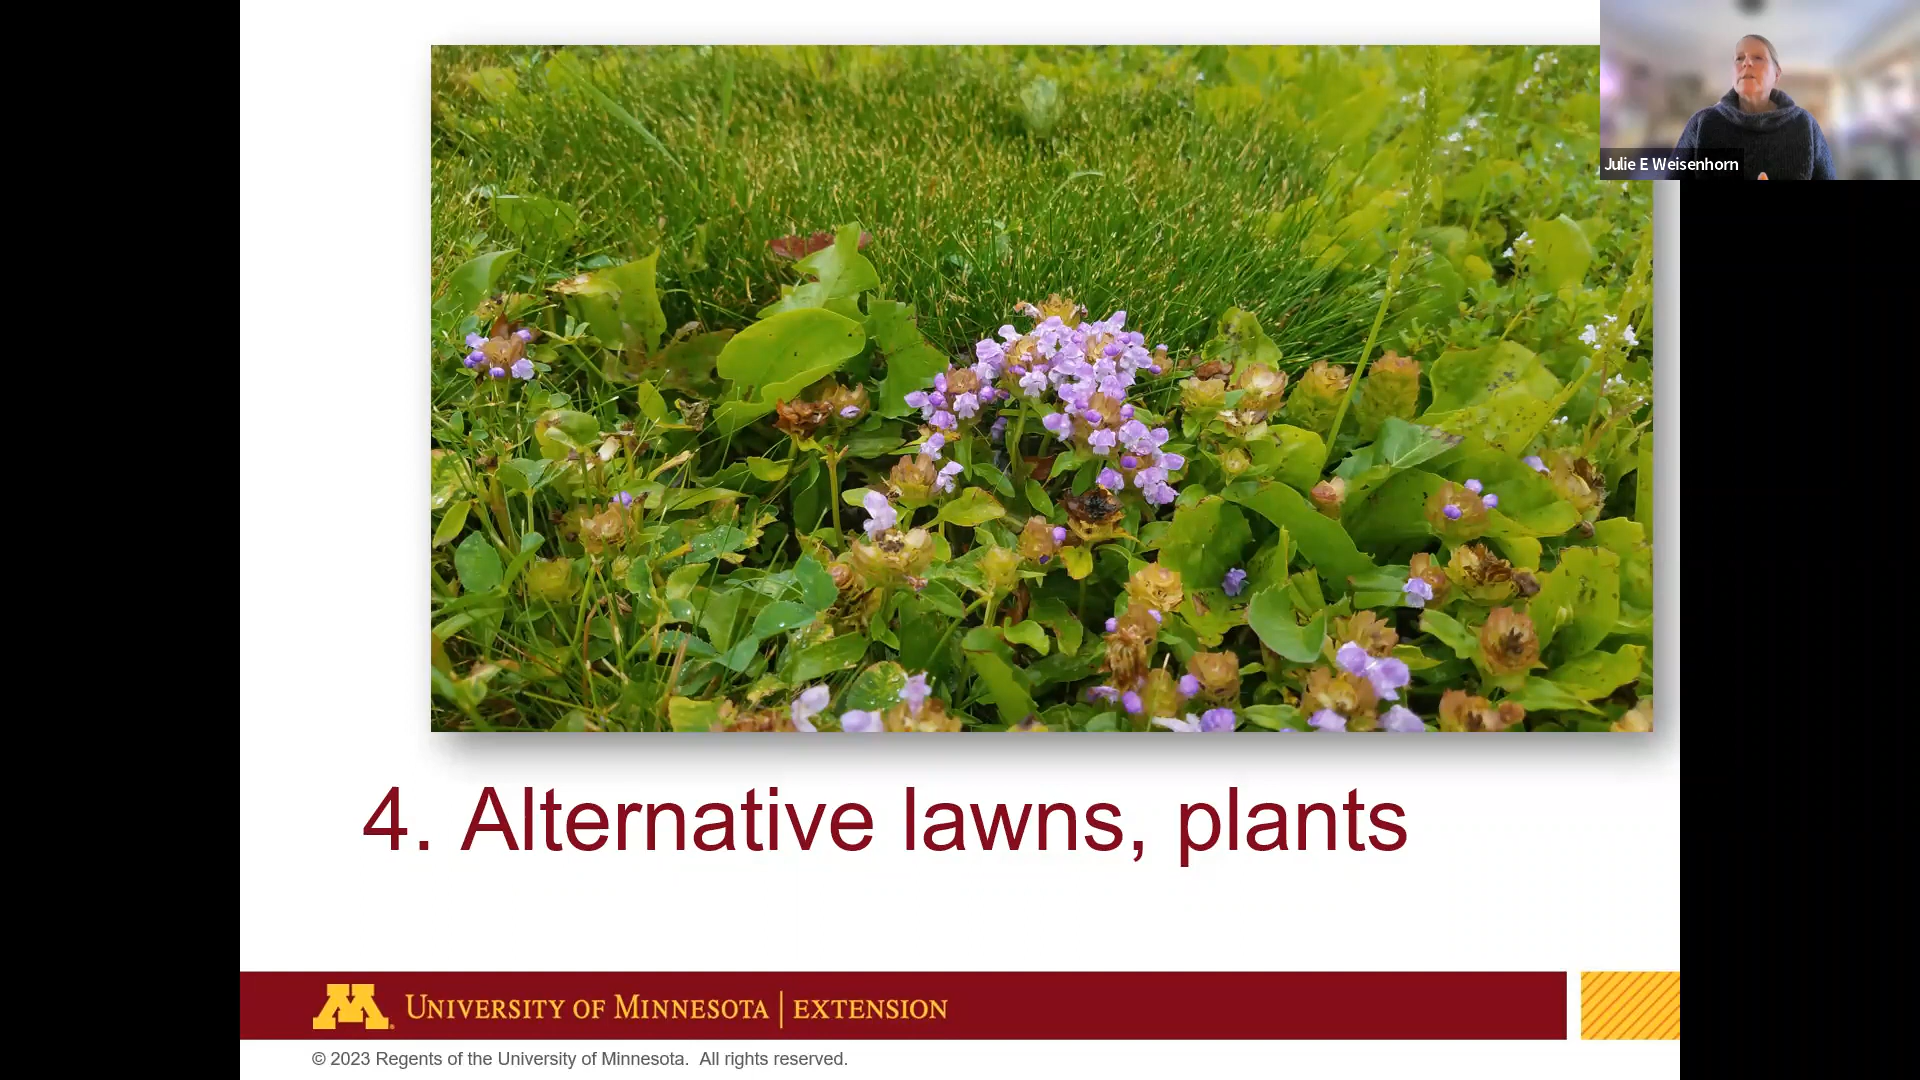 Julie E Weisenhorn
4. Alternative lawns, plants
UNIVERSITY OF MINNESOTA | EXTENSION
© 2023 Regents of the University of Minnesota. All rights reserved.